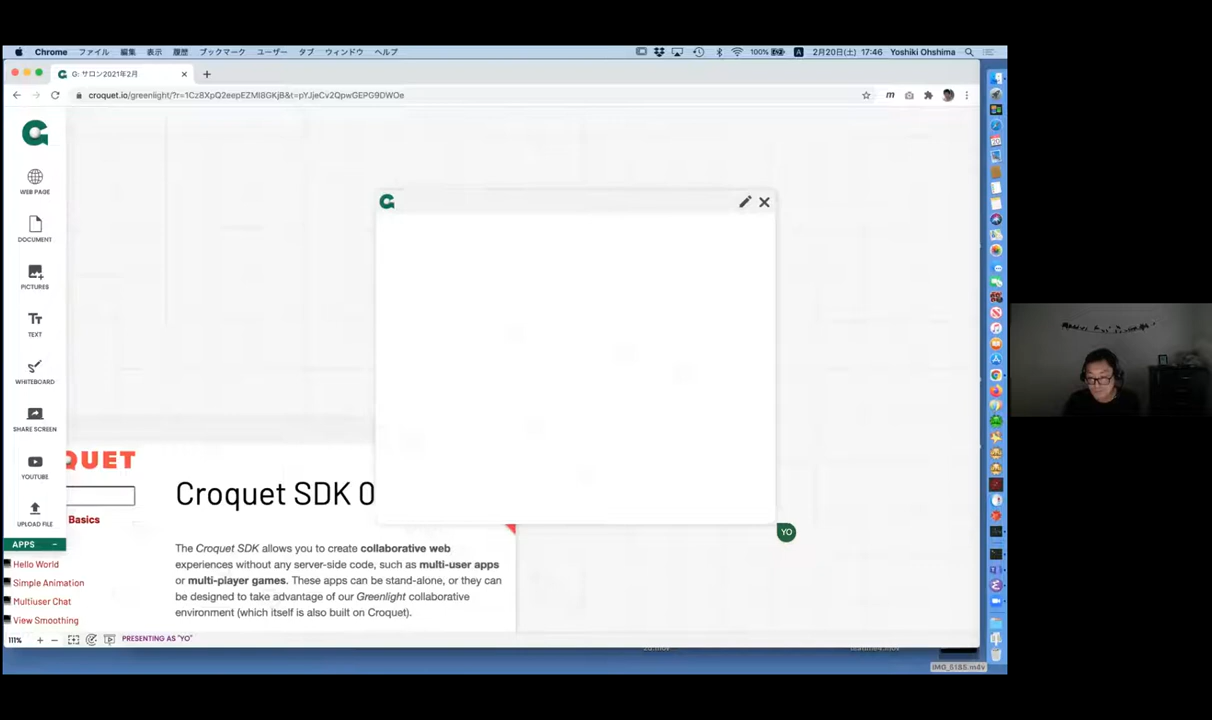 Chrome ファイル 編集 表示 履歴 ブックマーク ユーザー タブ ウィンドウ ヘルプ
100% A 2月20日(土) 17:46 Yoshiki Ohshima
G: サロン2021年2月
croquet.io/greenlight/?r=1Cz8XpQ2eepEZMI8GKjB&t=pYJjeCv2QpwGEPG9DWOe
m
WEB PAGE
DOCUMENT
PICTURES
Tт
TEXT
WHITEBOARD
SHARE SCREEN
YOUTUBE
UPLOAD FILE
APPS −
Hello World
Simple Animation
Multiuser Chat
View Smoothing
QUET
Basics
Croquet SDK 0
The Croquet SDK allows you to create collaborative web
experiences without any server-side code, such as multi-user apps
or multi-player games. These apps can be stand-alone, or they can
be designed to take advantage of our Greenlight collaborative
environment (which itself is also built on Croquet).
YO
111% + − PRESENTING AS "YO"
IMG_5185.m4v